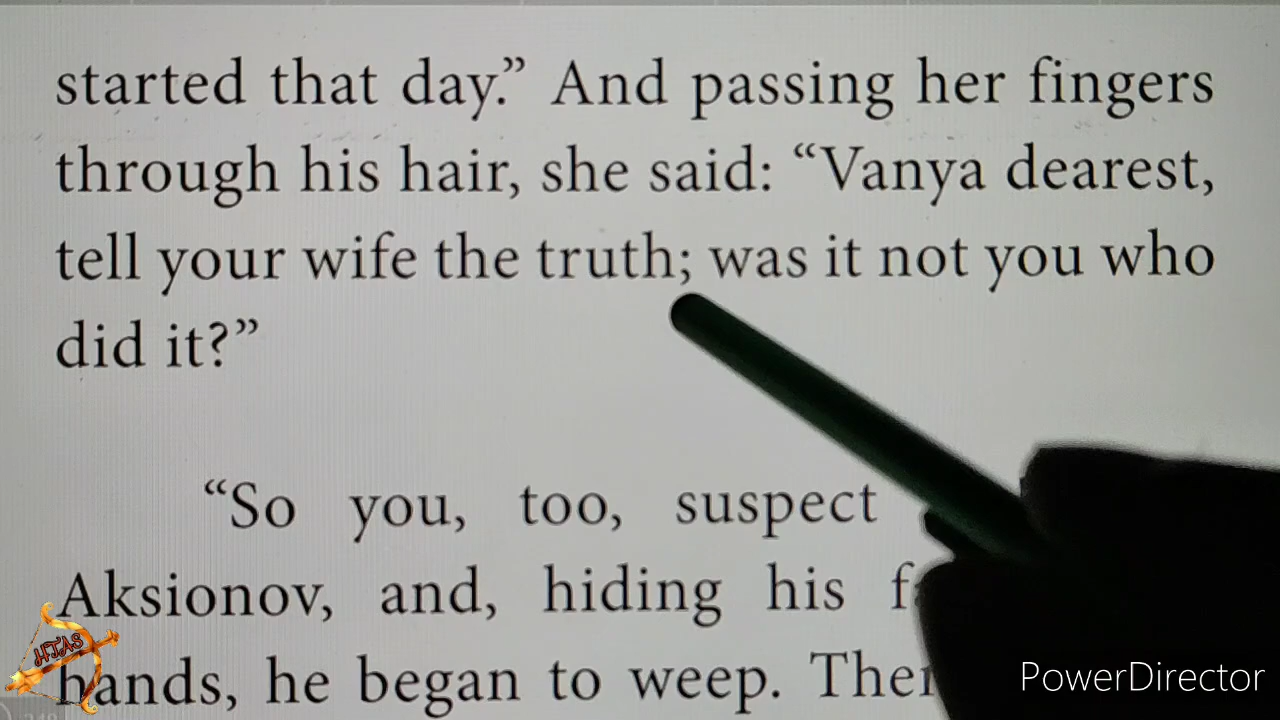 started that day.” And passing her fingers
through his hair, she said: “Vanya dearest,
tell your wife the truth; was it not you who
did it?”
“So you, too, suspect
Aksionov, and, hiding his
hands, he began to weep.
HTAS
PowerDirector